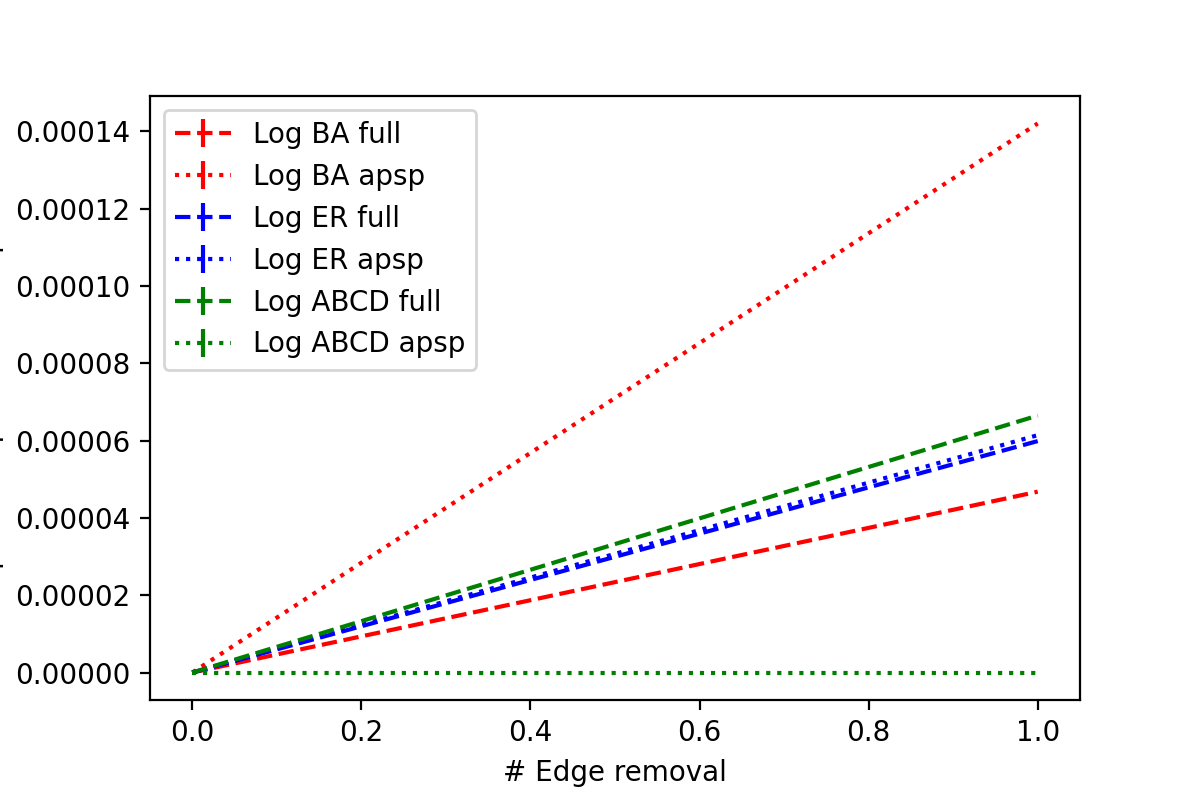 0.00014
0.00012
0.00010
0.00008
0.00006
0.00004
0.00002
0.00000
Log BA full
Log BA apsp
Log ER full
Log ER apsp
Log ABCD full
Log ABCD apsp
0.0 0.2 0.4 0.6 0.8 1.0
# Edge removal